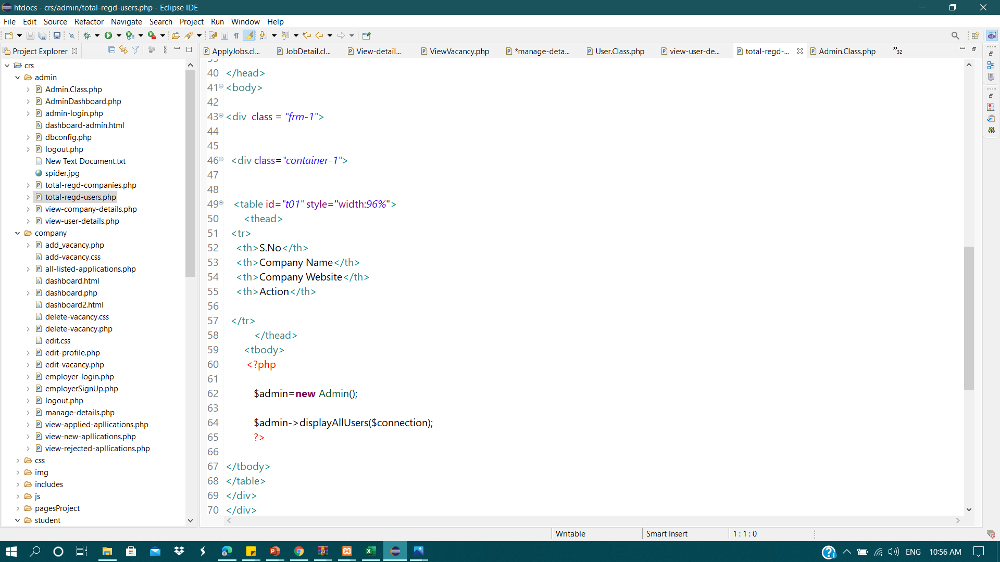 htdocs - crs/admin/total-regd-users.php - Eclipse IDE
File Edit Source Refactor Navigate Search Project Run Window Help
Project Explorer
crs
admin
Admin.Class.php
AdminDashboard.php
admin-login.php
dashboard-admin.html
dbconfig.php
logout.php
New Text Document.txt
spider.jpg
total-regd-companies.php
total-regd-users.php
view-company-details.php
view-user-details.php
company
add_vacancy.php
add-vacancy.css
all-listed-applications.php
dashboard.html
dashboard.php
dashboard2.html
delete-vacancy.css
delete-vacancy.php
edit.css
edit-profile.php
edit-vacancy.php
employer-login.php
employerSignUp.php
logout.php
manage-details.php
view-applied-apllications.php
view-new-apllications.php
view-rejected-apllications.php
css
img
includes
js
pagesProject
student
ApplyJobs.cl... JobDetail.cl... View-detail... ViewVacancy.php *manage-deta... User.Class.php view-user-de... total-regd-... Admin.Class.php »32
40 </head>
41 <body>
42
43 <div  class = "frm-1">
44
45
46 <div class="container-1">
47
48
49 <table id="t01" style="width:96%">
50 <thead>
51 <tr>
52 <th>S.No</th>
53 <th>Company Name</th>
54 <th>Company Website</th>
55 <th>Action</th>
56
57 </tr>
58 </thead>
59 <tbody>
60 <?php
61
62 $admin=new Admin();
63
64 $admin->displayAllUsers($connection);
65 ?>
66
67 </tbody>
68 </table>
69 </div>
70 </div>
Writable Smart Insert 1 : 1 : 0
ENG 10:56 AM